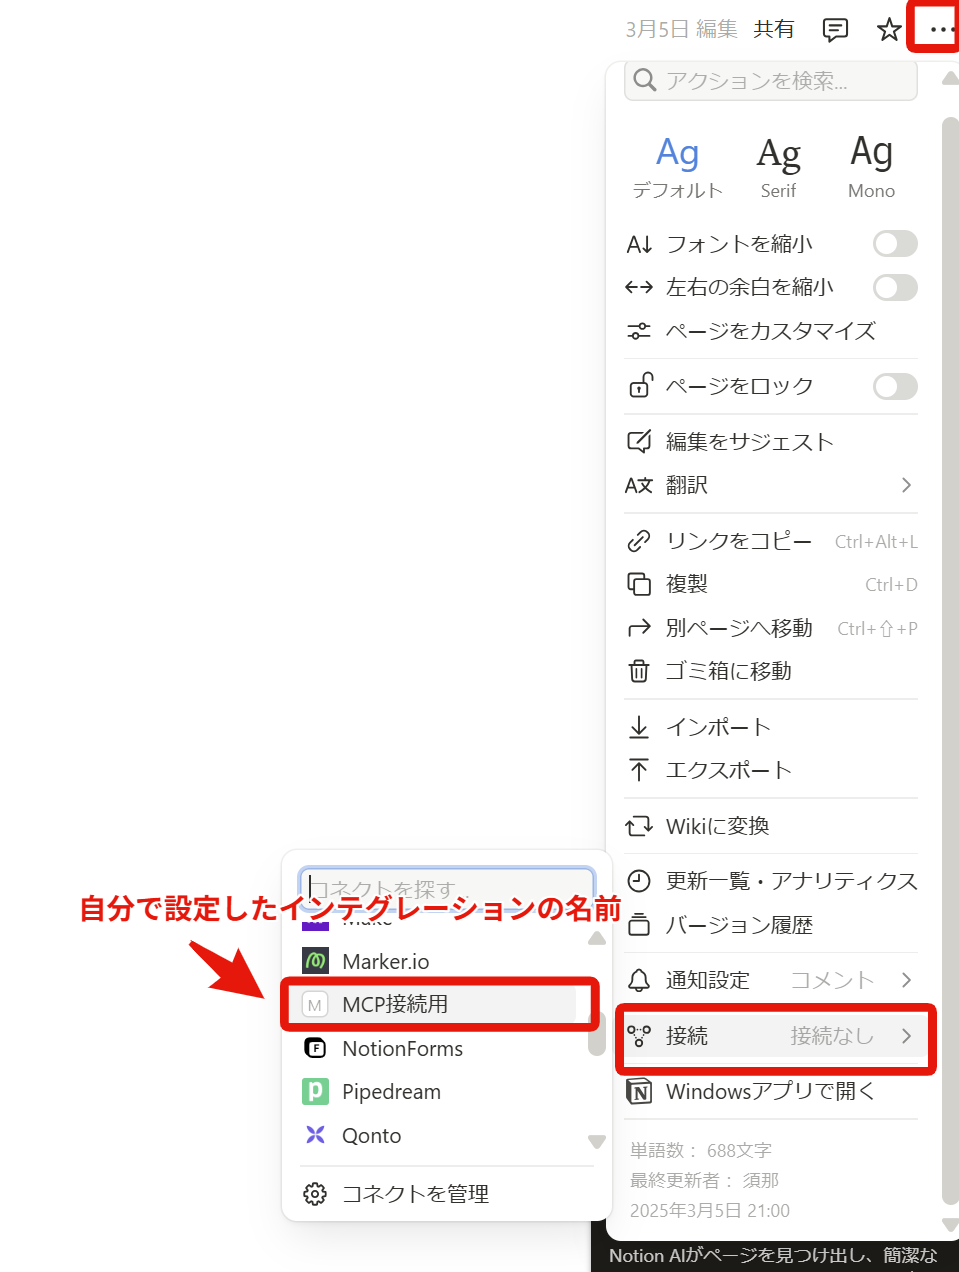 3月5日 編集 共有
アクションを検索...
Ag Ag Ag
デフォルト Serif Mono
フォントを縮小
左右の余白を縮小
ページをカスタマイズ
ページをロック
編集をサジェスト
A文 翻訳
リンクをコピー Ctrl+Alt+L
複製 Ctrl+D
別ページへ移動 Ctrl+⇧+P
ゴミ箱に移動
インポート
エクスポート
Wikiに変換
更新一覧・アナリティクス
バージョン履歴
通知設定 コメント
接続 接続なし
Windowsアプリで開く
単語数： 688文字
最終更新者： 須那
2025年3月5日 21:00
Notion AIがページを見つけ出し、簡潔な
コネクトを探す
自分で設定したインテグレーションの名前
Make
Marker.io
M MCP接続用
NotionForms
Pipedream
Qonto
コネクトを管理